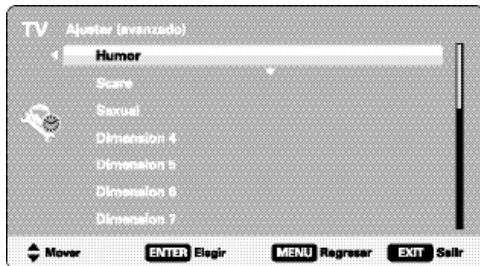 TV Ajustar (avanzado)
Humor
Scare
Sexual
Dimension 4
Dimension 5
Dimension 6
Dimension 7
Mover ENTER Elegir MENU Regresar EXIT Salir